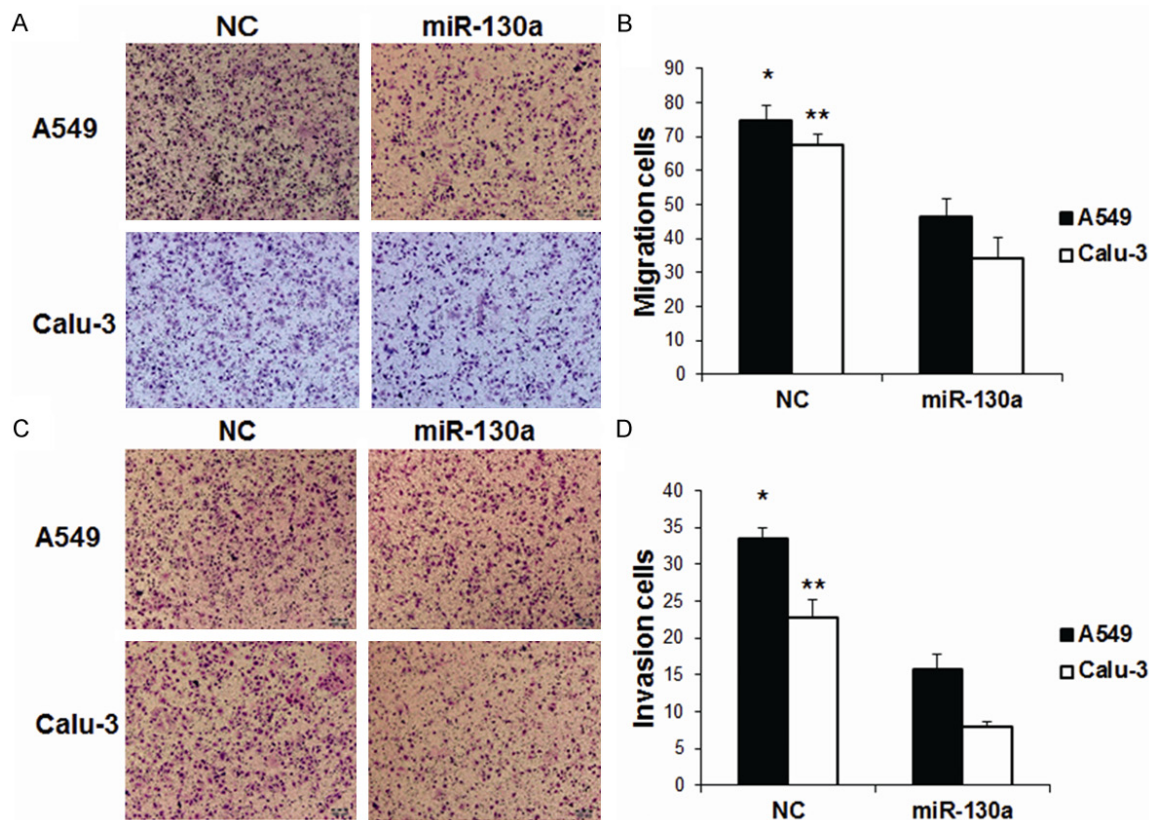 A
NC
miR-130a
A549
Calu-3
B
Migration cells
90
80
70
60
50
40
30
20
10
0
*
**
NC
miR-130a
A549
Calu-3
C
NC
miR-130a
A549
Calu-3
D
Invasion cells
40
35
30
25
20
15
10
5
0
*
**
NC
miR-130a
A549
Calu-3